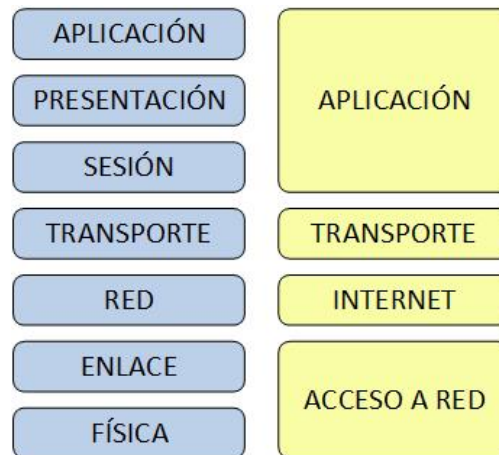 APLICACIÓN
PRESENTACIÓN
SESIÓN
TRANSPORTE
RED
ENLACE
FÍSICA
APLICACIÓN
TRANSPORTE
INTERNET
ACCESO A RED